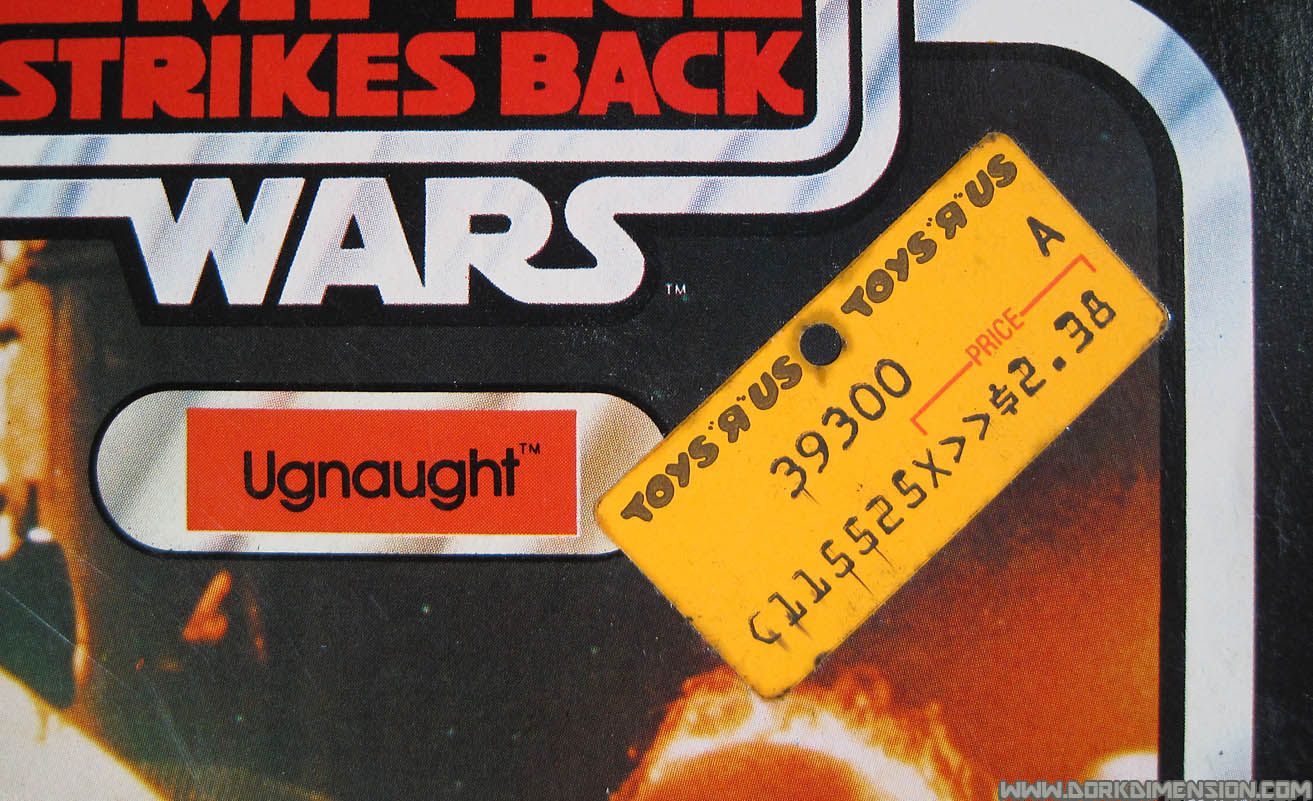 STRIKES BACK
WARS
TM
Ugnaught™
TOYS "R" US TOYS "R" US
A
39300
PRICE
C115525X>>$2.38
WWW.DORKDIMENSION.COM